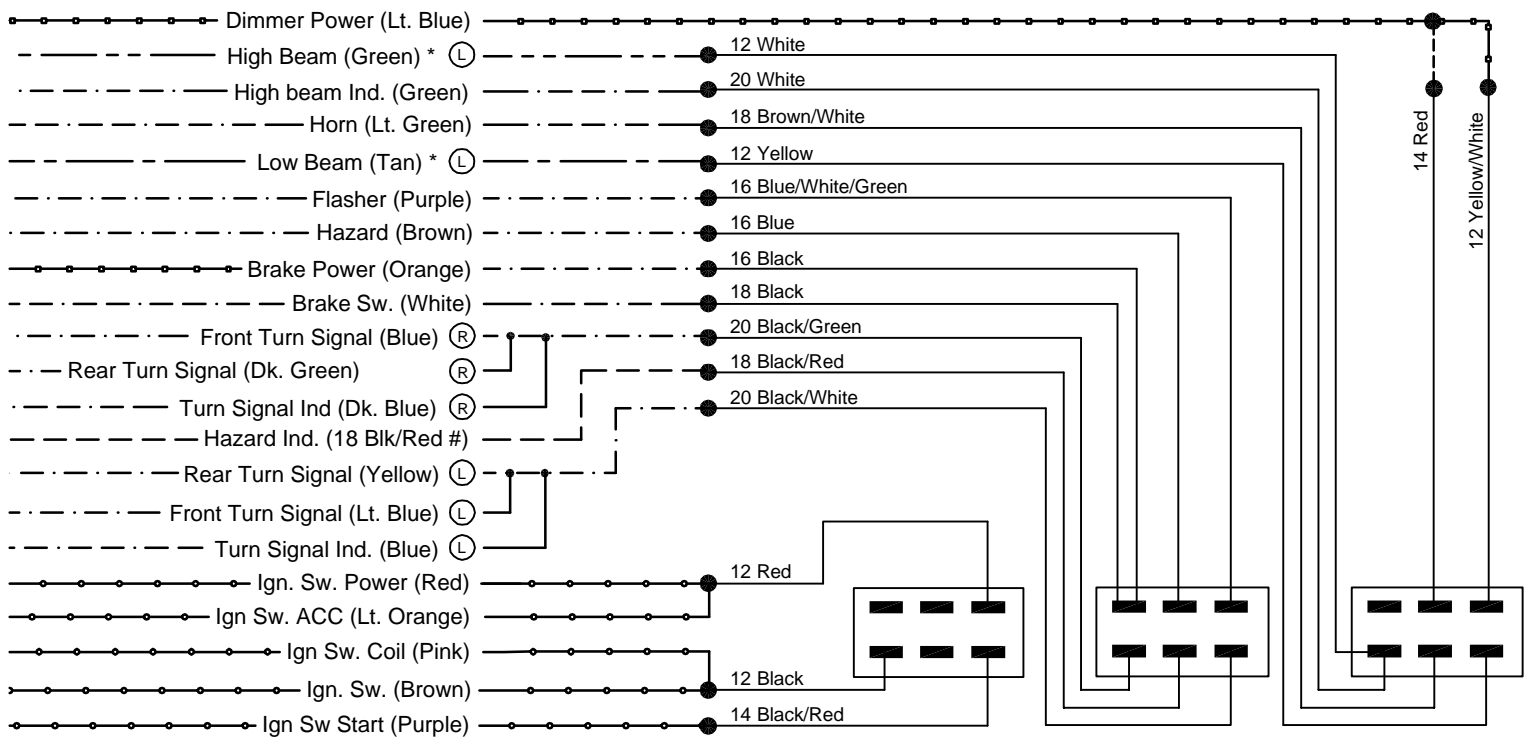 Dimmer Power (Lt. Blue)
High Beam (Green) * L
12 White
High beam Ind. (Green)
20 White
Horn (Lt. Green)
18 Brown/White
Low Beam (Tan) * L
12 Yellow
Flasher (Purple)
16 Blue/White/Green
Hazard (Brown)
16 Blue
Brake Power (Orange)
16 Black
Brake Sw. (White)
18 Black
Front Turn Signal (Blue) R
20 Black/Green
Rear Turn Signal (Dk. Green) R
18 Black/Red
Turn Signal Ind (Dk. Blue) R
20 Black/White
Hazard Ind. (18 Blk/Red #)
Rear Turn Signal (Yellow) L
Front Turn Signal (Lt. Blue) L
Turn Signal Ind. (Blue) L
Ign. Sw. Power (Red)
12 Red
Ign Sw. ACC (Lt. Orange)
Ign Sw. Coil (Pink)
Ign. Sw. (Brown)
12 Black
Ign Sw Start (Purple)
14 Black/Red
14 Red
12 Yellow/White